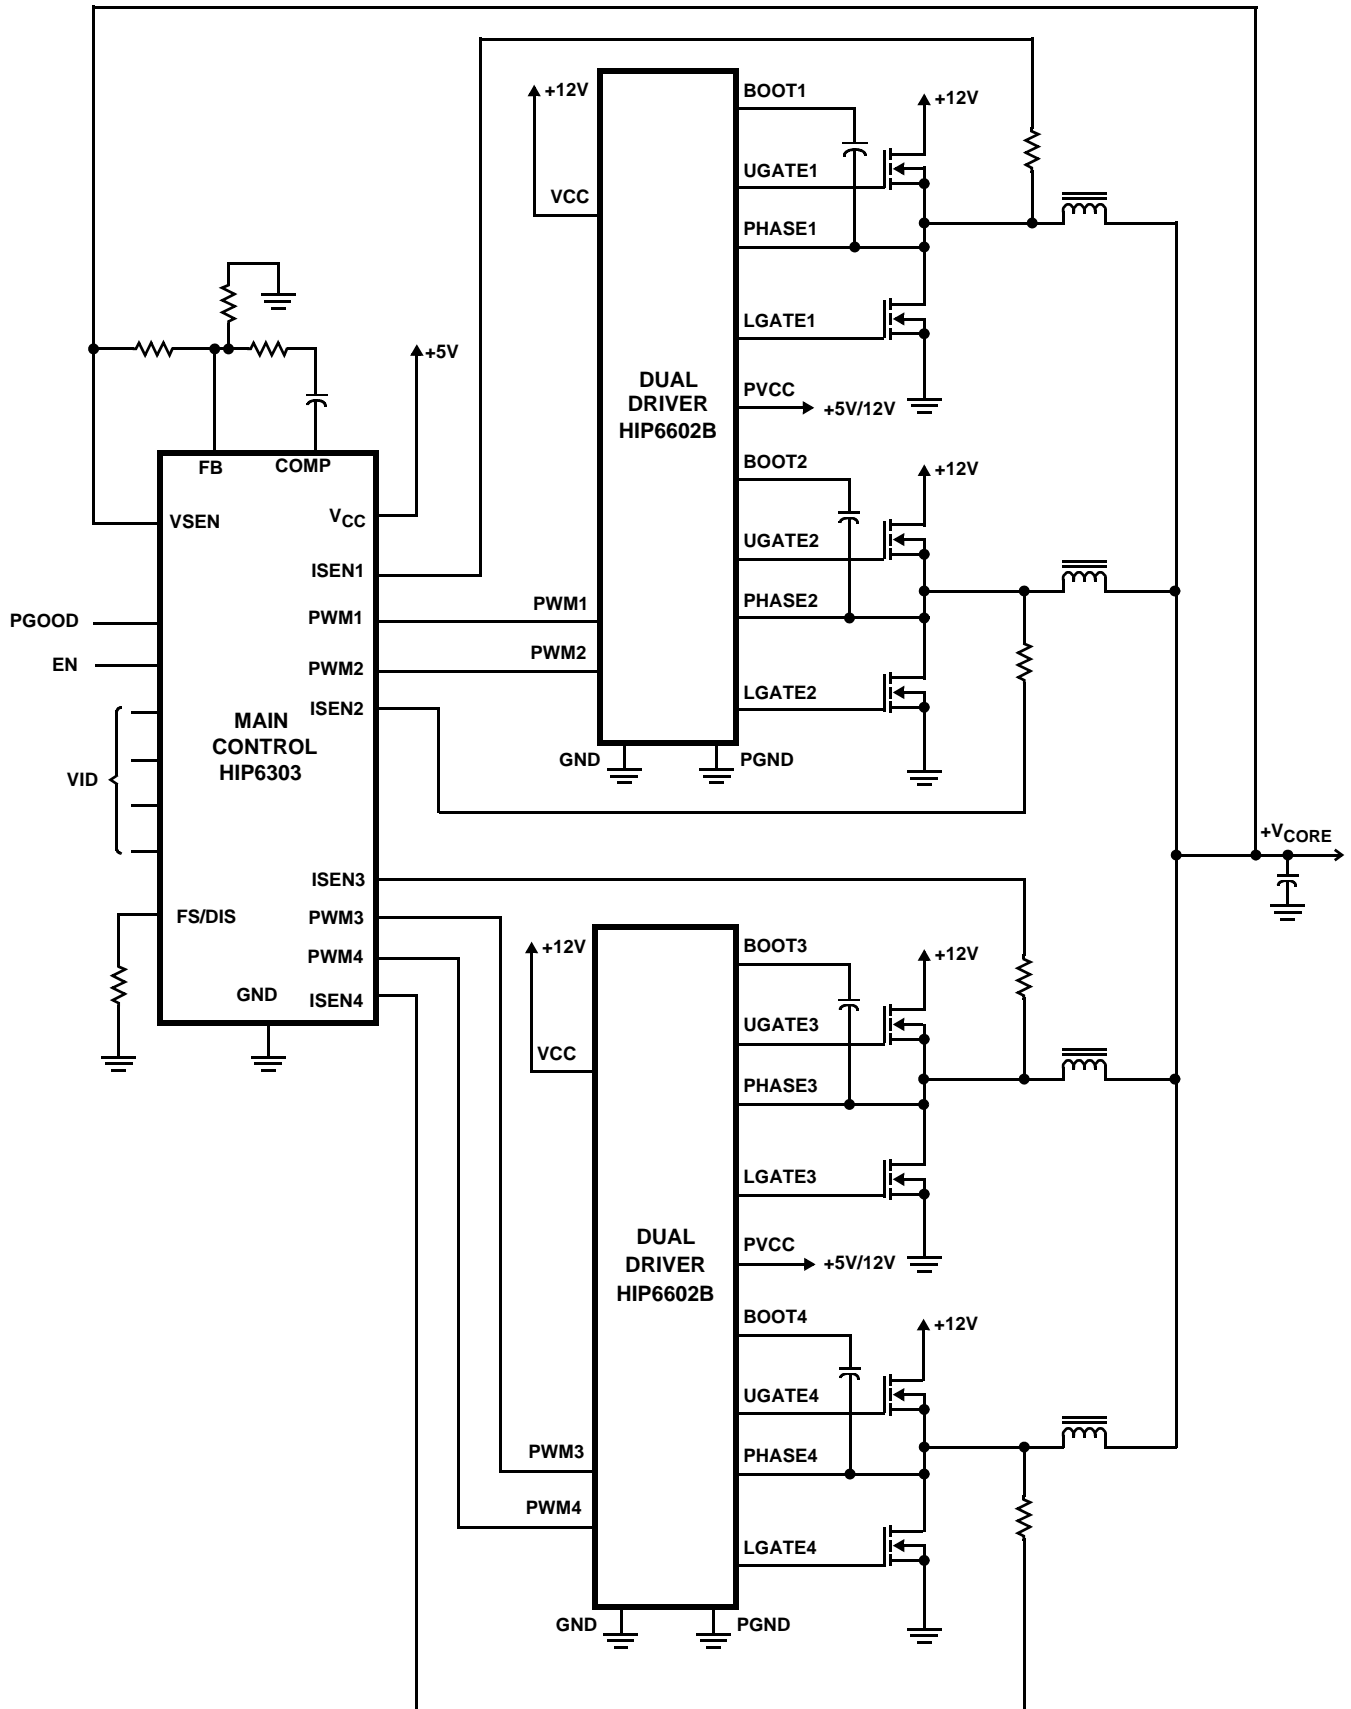 +12V
BOOT1
+12V
UGATE1
VCC
PHASE1
LGATE1
+5V
DUAL
DRIVER
HIP6602B
PVCC
+5V/12V
FB
COMP
BOOT2
+12V
VSEN
VCC
UGATE2
ISEN1
PWM1
PHASE2
PGOOD
PWM1
EN
PWM2
PWM2
LGATE2
ISEN2
MAIN
CONTROL
HIP6303
VID
GND
PGND
+VCORE
ISEN3
FS/DIS
PWM3
+12V
BOOT3
+12V
PWM4
GND
ISEN4
UGATE3
VCC
PHASE3
LGATE3
DUAL
DRIVER
HIP6602B
PVCC
+5V/12V
BOOT4
+12V
UGATE4
PWM3
PHASE4
PWM4
LGATE4
GND
PGND